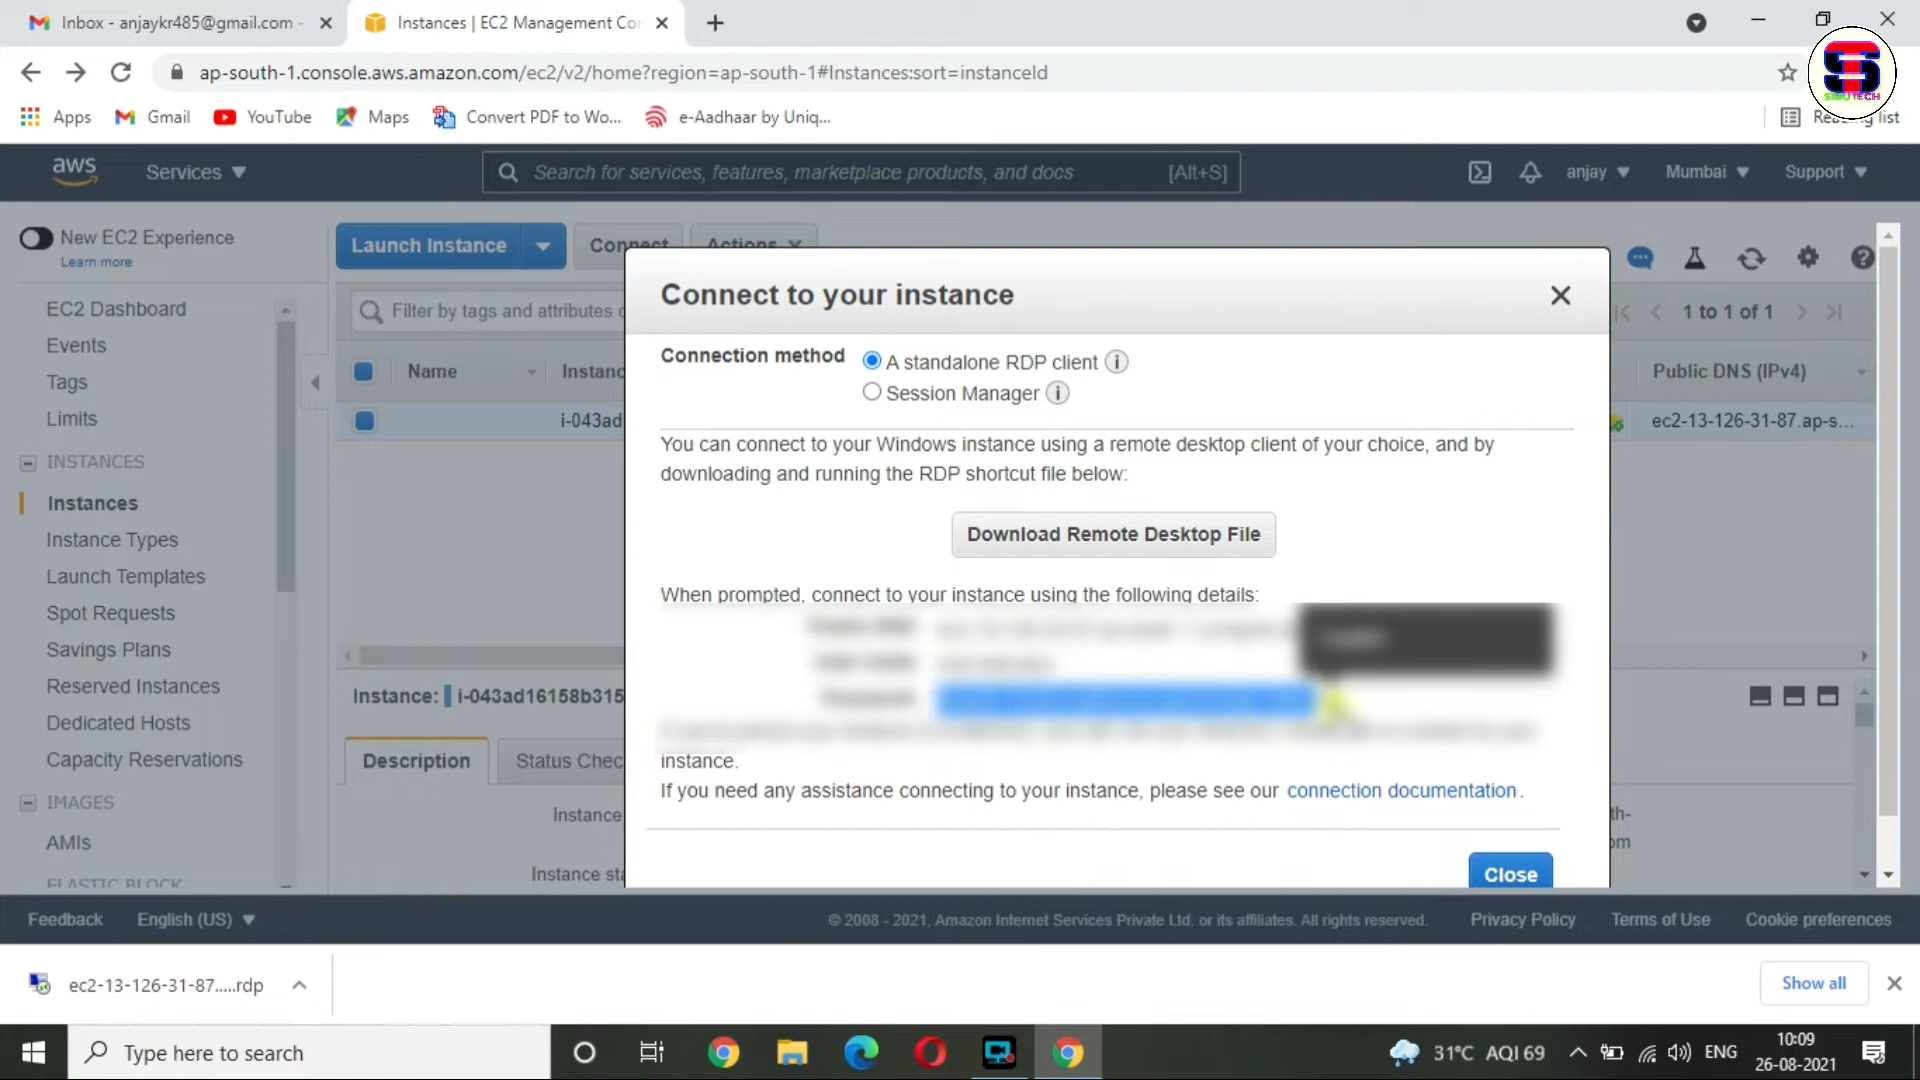 Inbox - anjaykr485@gmail.com -
Instances | EC2 Management Con
ap-south-1.console.aws.amazon.com/ec2/v2/home?region=ap-south-1#Instances:sort=instanceId
Apps
Gmail
YouTube
Maps
Convert PDF to Wo...
e-Aadhaar by Uniq...
Reading list
SIBUTECH
aws
Services
Search for services, features, marketplace products, and docs
[Alt+S]
anjay
Mumbai
Support
New EC2 Experience
Learn more
EC2 Dashboard
Events
Tags
Limits
INSTANCES
Instances
Instance Types
Launch Templates
Spot Requests
Savings Plans
Reserved Instances
Dedicated Hosts
Capacity Reservations
IMAGES
AMIs
ELASTIC BLOCK
Launch Instance
Connect
Actions
Filter by tags and attributes o
1 to 1 of 1
Name
Instanc
Public DNS (IPv4)
i-043ad
ec2-13-126-31-87.ap-s...
Instance:
i-043ad16158b315
Description
Status Chec
Instance
Instance sta
th-
om
Connect to your instance
Connection method
A standalone RDP client
Session Manager
You can connect to your Windows instance using a remote desktop client of your choice, and by
downloading and running the RDP shortcut file below:
Download Remote Desktop File
When prompted, connect to your instance using the following details:
instance.
If you need any assistance connecting to your instance, please see our connection documentation.
Close
Feedback
English (US)
© 2008 - 2021, Amazon Internet Services Private Ltd. or its affiliates. All rights reserved.
Privacy Policy
Terms of Use
Cookie preferences
ec2-13-126-31-87.....rdp
Show all
Type here to search
31°C AQI 69
ENG
10:09
26-08-2021